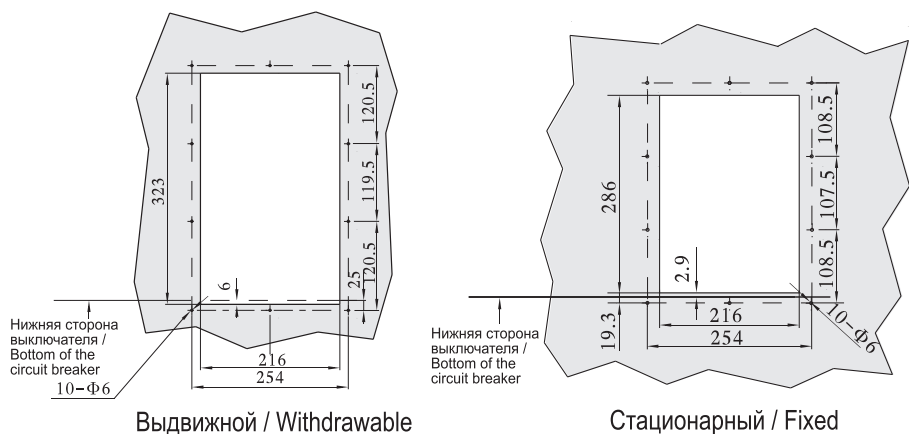 120.5
119.5
120.5
323
6
25
Нижняя сторона
выключателя /
Bottom of the
circuit breaker
10-Ф6
216
254
Выдвижной / Withdrawable
108.5
107.5
108.5
286
2.9
19.3
Нижняя сторона
выключателя /
Bottom of the
circuit breaker
216
254
10-Ф6
Стационарный / Fixed